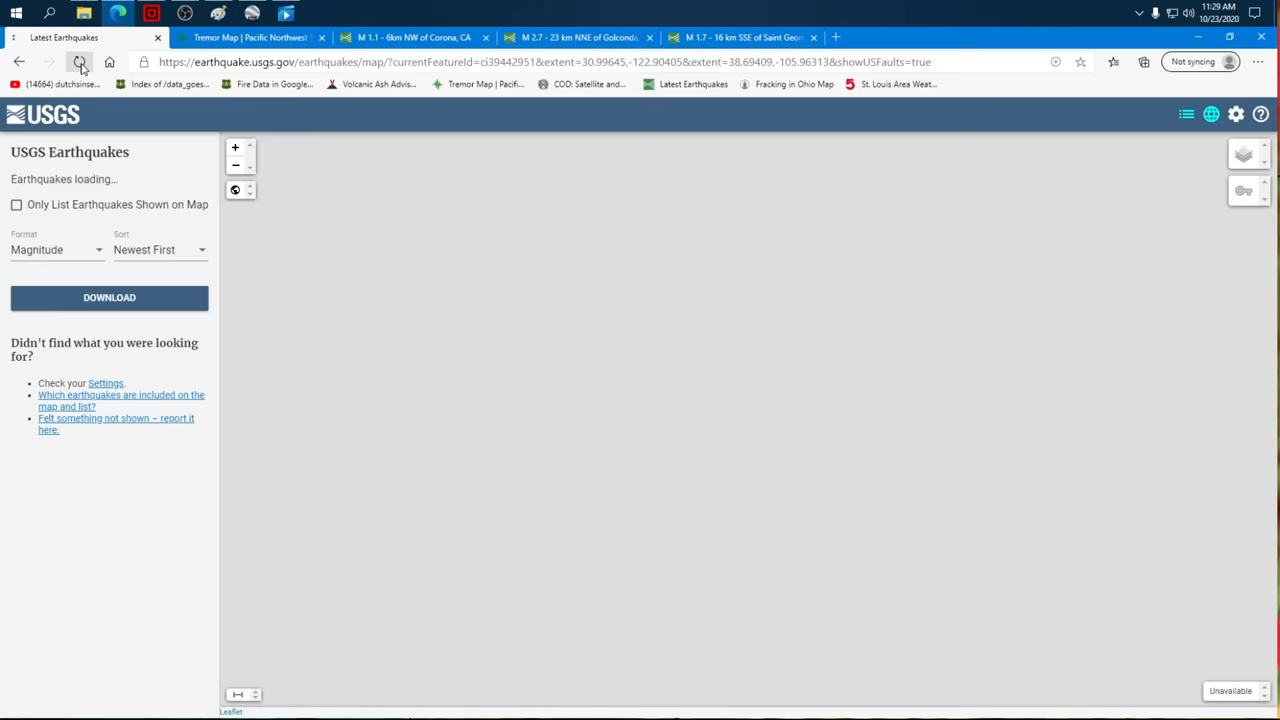 11:29 AM
10/23/2020
Latest Earthquakes
Tremor Map | Pacific Northwest
M 1.1 - 6km NW of Corona, CA
M 2.7 - 23 km NNE of Golconda,
M 1.7 - 16 km SSE of Saint Geor
https://earthquake.usgs.gov/earthquakes/map/?currentFeatureId=ci39442951&extent=30.99645,-122.90405&extent=38.69409,-105.96313&showUSFaults=true
Not syncing
(14664) dutchsinse...
Index of /data_goes...
Fire Data in Google...
Volcanic Ash Advis...
Tremor Map | Pacifi...
COD: Satellite and...
Latest Earthquakes
Fracking in Ohio Map
5 St. Louis Area Weat...
USGS
USGS Earthquakes
Earthquakes loading...
Only List Earthquakes Shown on Map
Format
Sort
Magnitude
Newest First
DOWNLOAD
Didn't find what you were looking
for?
Check your Settings.
Which earthquakes are included on the
map and list?
Felt something not shown – report it
here.
+
−
Unavailable
Leaflet